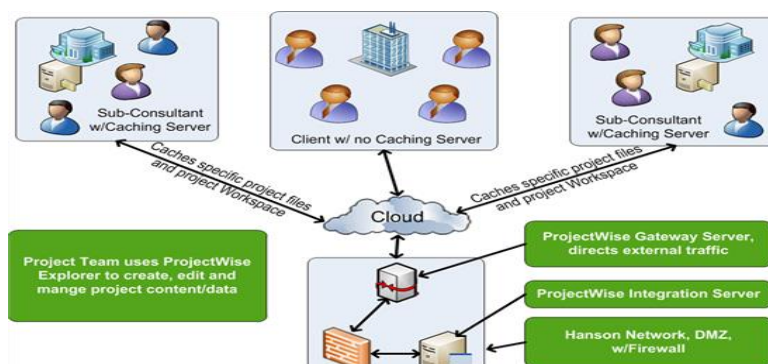 Sub-Consultant
w/Caching Server
Client w/ no Caching Server
Sub-Consultant
w/Caching Server
Caches specific project files
and project Workspace
Caches specific project files
and project Workspace
Cloud
Project Team uses ProjectWise
Explorer to create, edit and
mange project content/data
ProjectWise Gateway Server,
directs external traffic
ProjectWise Integration Server
Hanson Network, DMZ,
w/Firewall